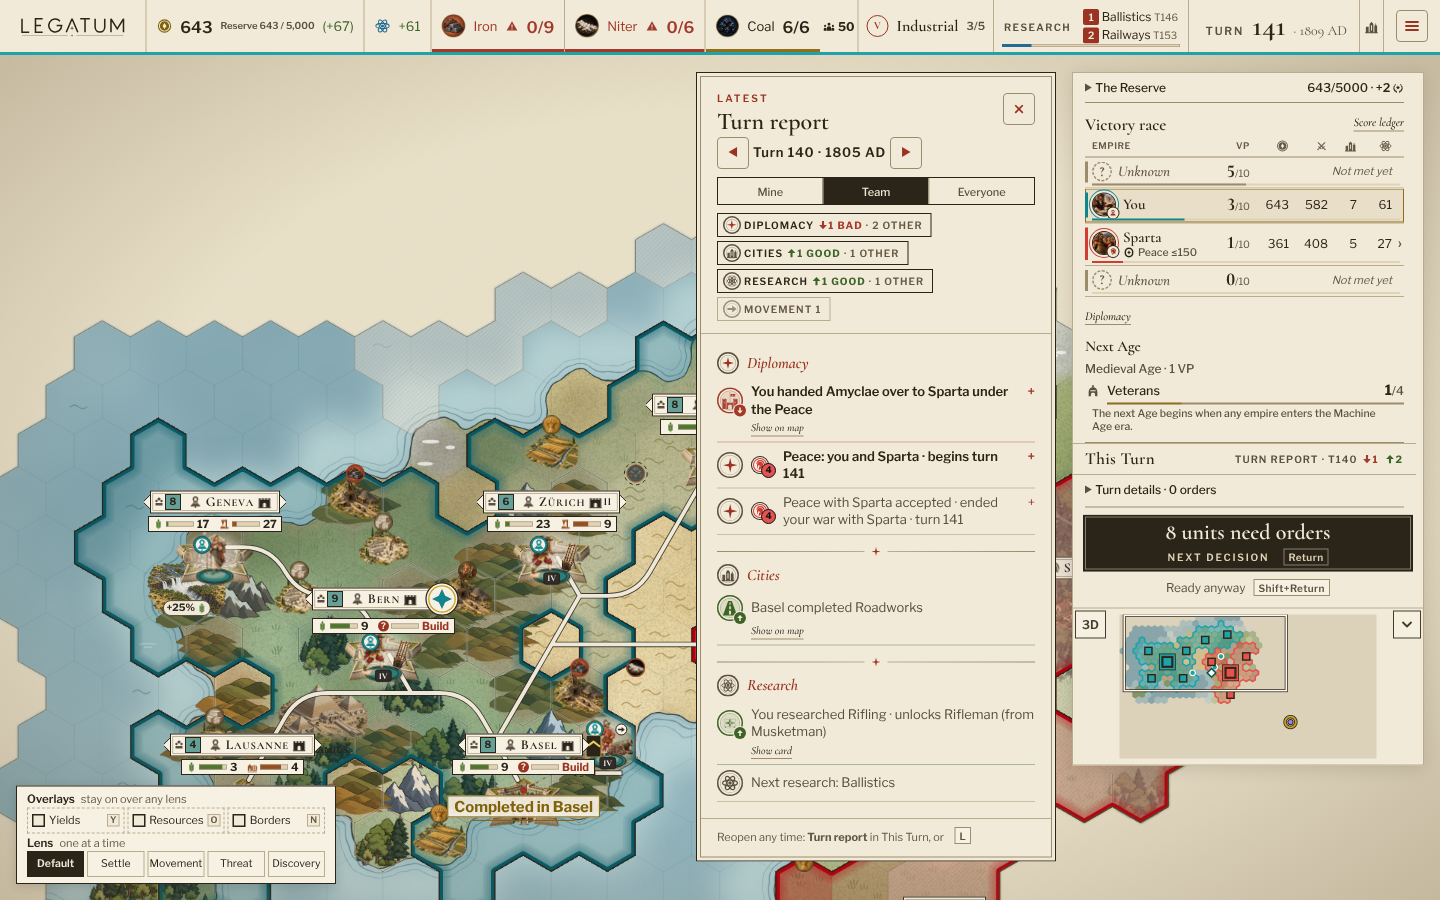 LEGATUM
643 Reserve 643 / 5,000 (+67)
+61
Iron 0/9
Niter 0/6
Coal 6/6
50
V Industrial 3/5
RESEARCH
1 Ballistics T146
2 Railways T153
TURN 141 · 1809 AD
LATEST
Turn report
Turn 140 · 1805 AD
Mine
Team
Everyone
DIPLOMACY 1 BAD · 2 OTHER
CITIES 1 GOOD · 1 OTHER
RESEARCH 1 GOOD · 1 OTHER
MOVEMENT 1
Diplomacy
You handed Amyclae over to Sparta under
the Peace
+
Show on map
4
Peace: you and Sparta · begins turn
141
+
4
Peace with Sparta accepted · ended
your war with Sparta · turn 141
+
Cities
Basel completed Roadworks
Show on map
Research
You researched Rifling · unlocks Rifleman (from
Musketman)
Show card
Next research: Ballistics
Reopen any time: Turn report in This Turn, or L
The Reserve 643/5000 · +2
Victory race
Score ledger
EMPIRE VP
? Unknown 5/10 Not met yet
You 3/10 643 582 7 61
Sparta 1/10 361 408 5 27 ›
Peace ≤150
? Unknown 0/10 Not met yet
Diplomacy
Next Age
Medieval Age · 1 VP
Veterans 1/4
The next Age begins when any empire enters the Machine
Age era.
This Turn
TURN REPORT · T140 1 2
Turn details · 0 orders
8 units need orders
NEXT DECISION Return
Ready anyway Shift+Return
3D
8
8 GENEVA
17 27
6 ZÜRICH II
23 9
IV
+25%
9 BERN
9 ? Build
IV
4 LAUSANNE
3 4
8 BASEL
9 ? Build
IV
S
Completed in Basel
Overlays stay on over any lens
Yields Y
Resources O
Borders N
Lens one at a time
Default
Settle
Movement
Threat
Discovery